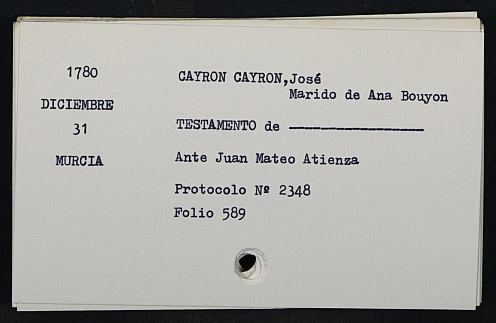 1780
DICIEMBRE
31
MURCIA
CAYRON CAYRON,José
Marido de Ana Bouyon
TESTAMENTO de -----------------
Ante Juan Mateo Atienza
Protocolo Nº 2348
Folio 589